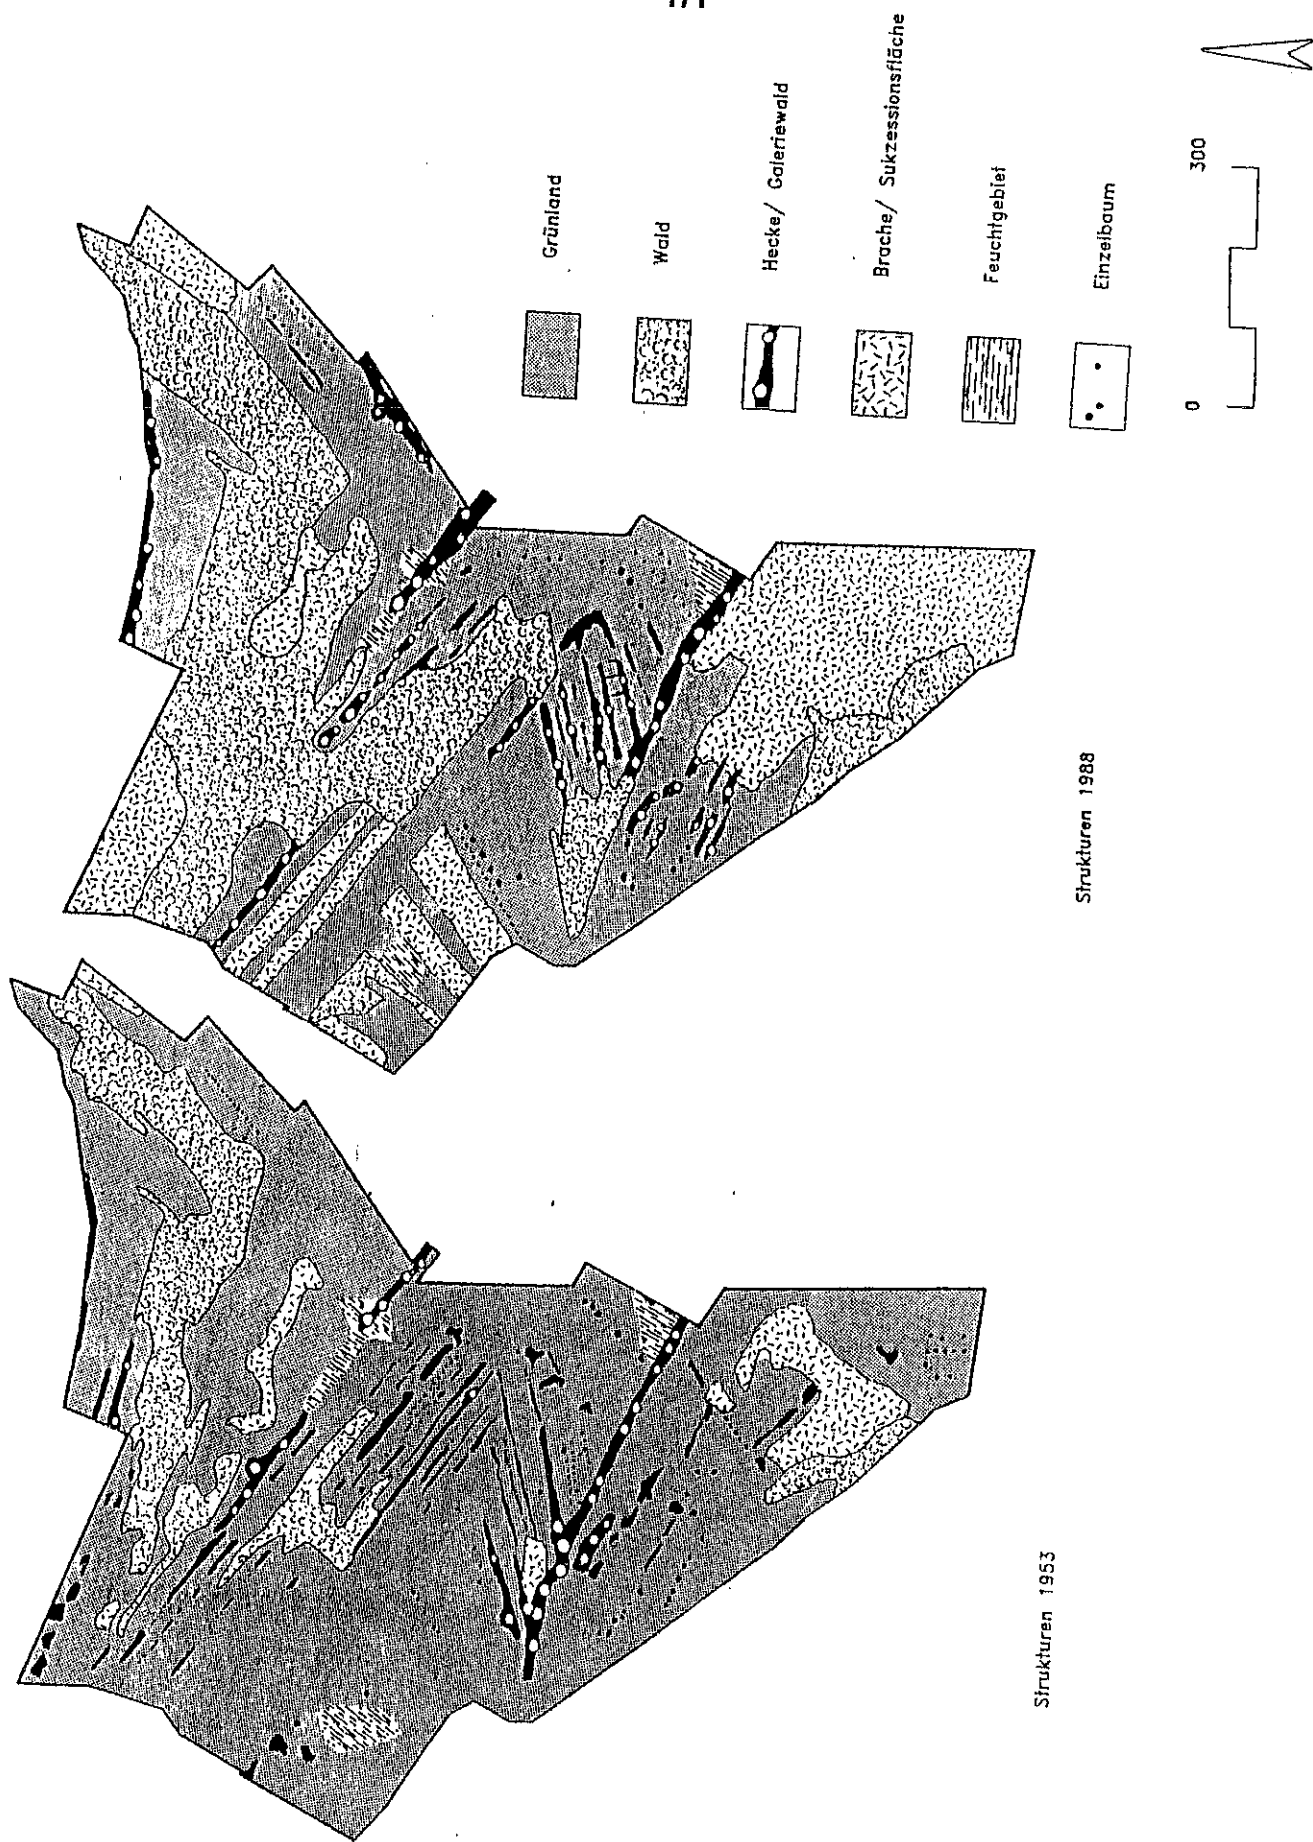 Grünland
Wald
Hecke/ Galeriewald
Brache/ Sukzessionsfläche
Feuchtgebiet
Einzelbaum
0 300
Strukturen 1988
Strukturen 1953